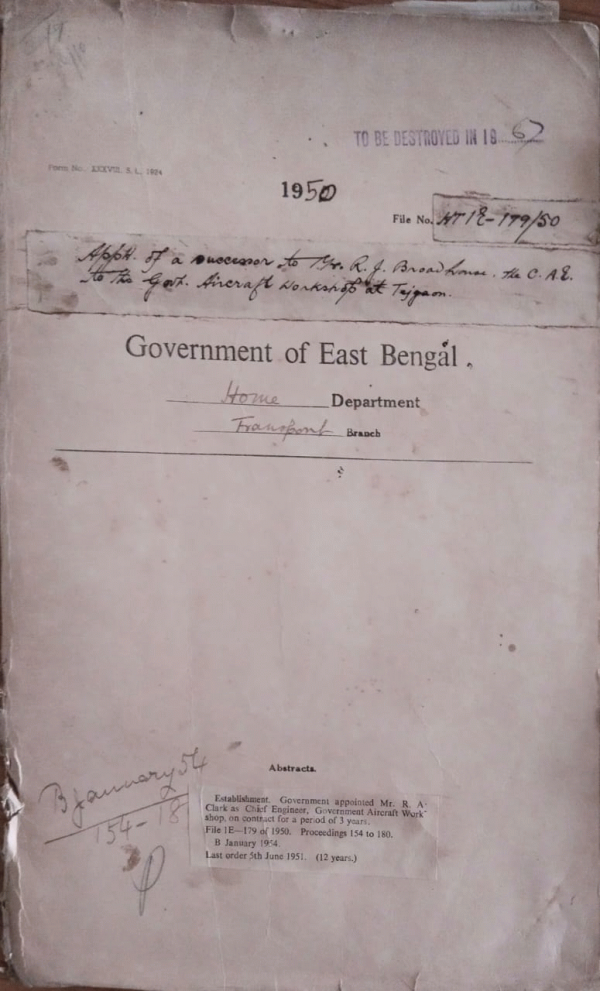 TO BE DESTROYED IN 19 67
Form No. XXXVIII, S. L. 1824
1950
File No. HT 1E-179/50
Apptt. of a successor to Mr. R. J. Broadhouse. the C. A. E.
to the Govt. Aircraft workshop at Tejgaon.
Government of East Bengal.
Home Department
Transport Branch
Abstracts.
B January 54
154-18
Establishment. Government appointed Mr. R. A
Clark as Chief Engineer, Government Aircraft Work
shop, on contract for a period of 3 years.
File 1E—179 of 1950. Proceedings 154 to 180.
B January 1954.
Last order 5th June 1951. (12 years.)